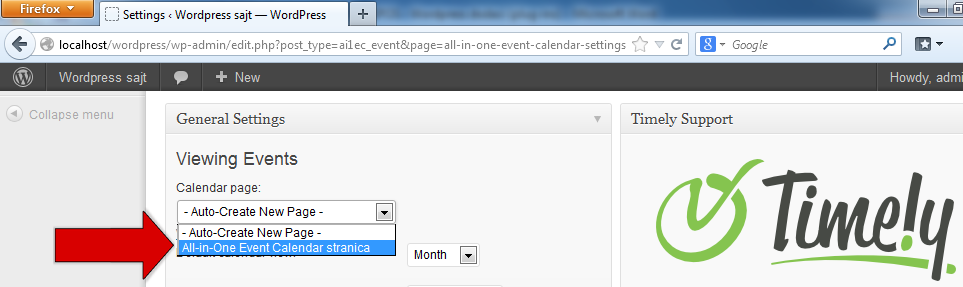 Firefox
Settings ‹ Wordpress sajt — WordPress
localhost/wordpress/wp-admin/edit.php?post_type=ai1ec_event&page=all-in-one-event-calendar-settings
Google
Wordpress sajt
New
Howdy, admi
Collapse menu
General Settings
Timely Support
Viewing Events
Calendar page:
- Auto-Create New Page -
- Auto-Create New Page -
All-in-One Event Calendar stranica
Month
Time.ly